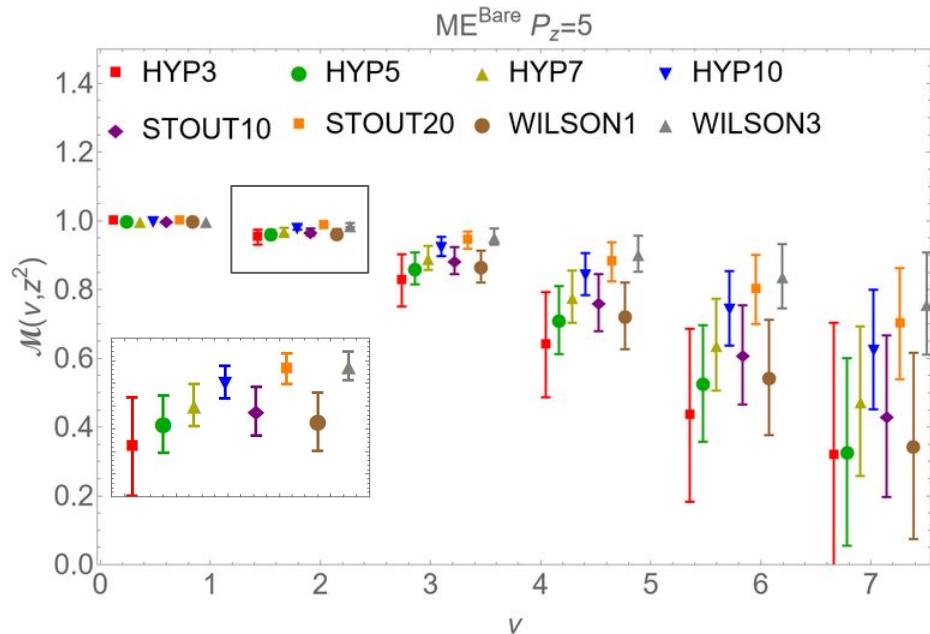 ME^Bare P_z=5
HYP3 HYP5 HYP7 HYP10
STOUT10 STOUT20 WILSON1 WILSON3
1.4
1.2
1.0
0.8
0.6
0.4
0.2
0.0
ℳ(ν,z²)
0 1 2 3 4 5 6 7
ν